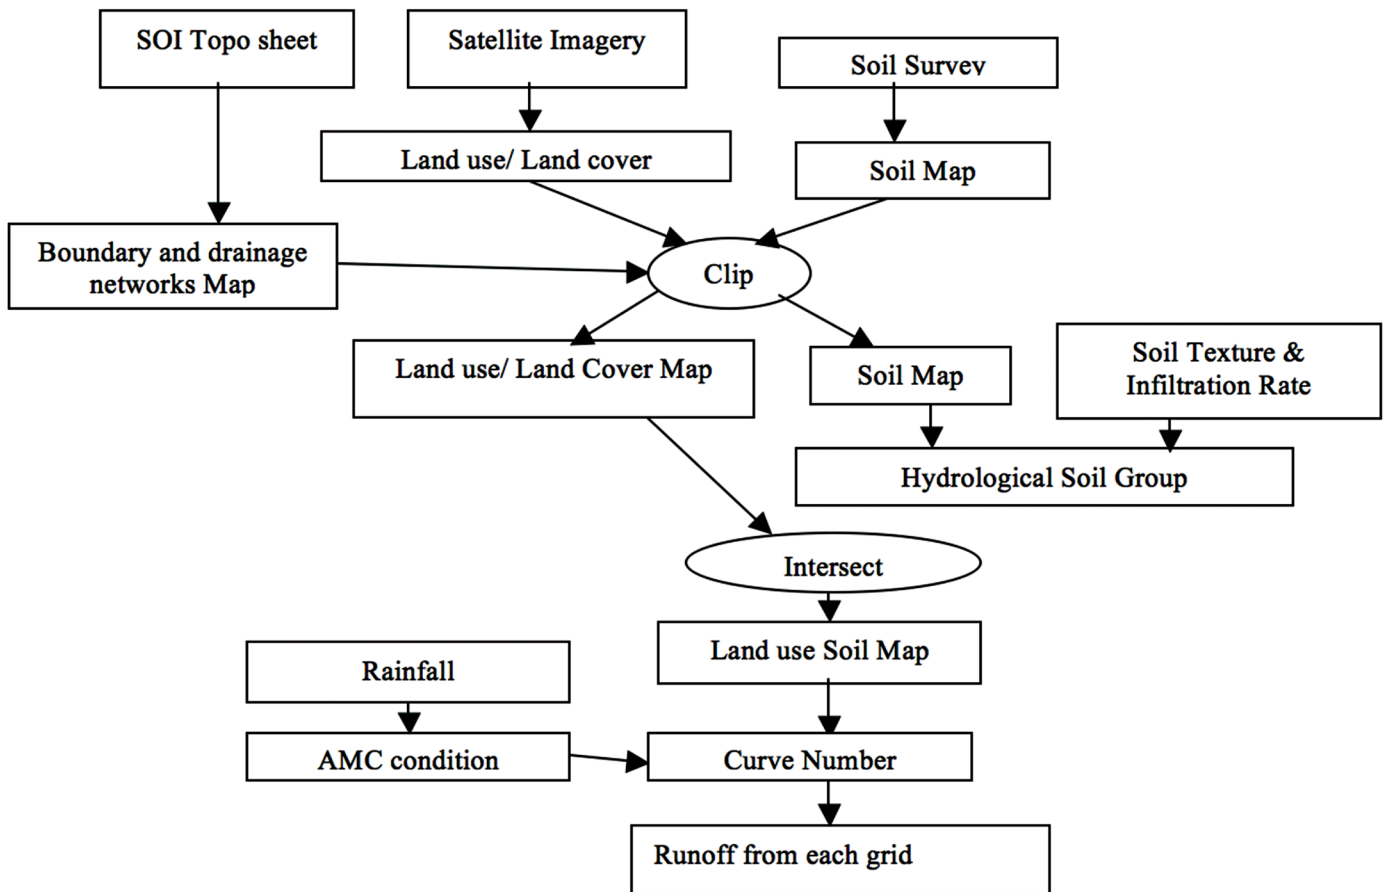 SOI Topo sheet
Satellite Imagery
Soil Survey
Land use/ Land cover
Soil Map
Boundary and drainage
networks Map
Clip
Land use/ Land Cover Map
Soil Map
Soil Texture &
Infiltration Rate
Hydrological Soil Group
Intersect
Land use Soil Map
Rainfall
AMC condition
Curve Number
Runoff from each grid